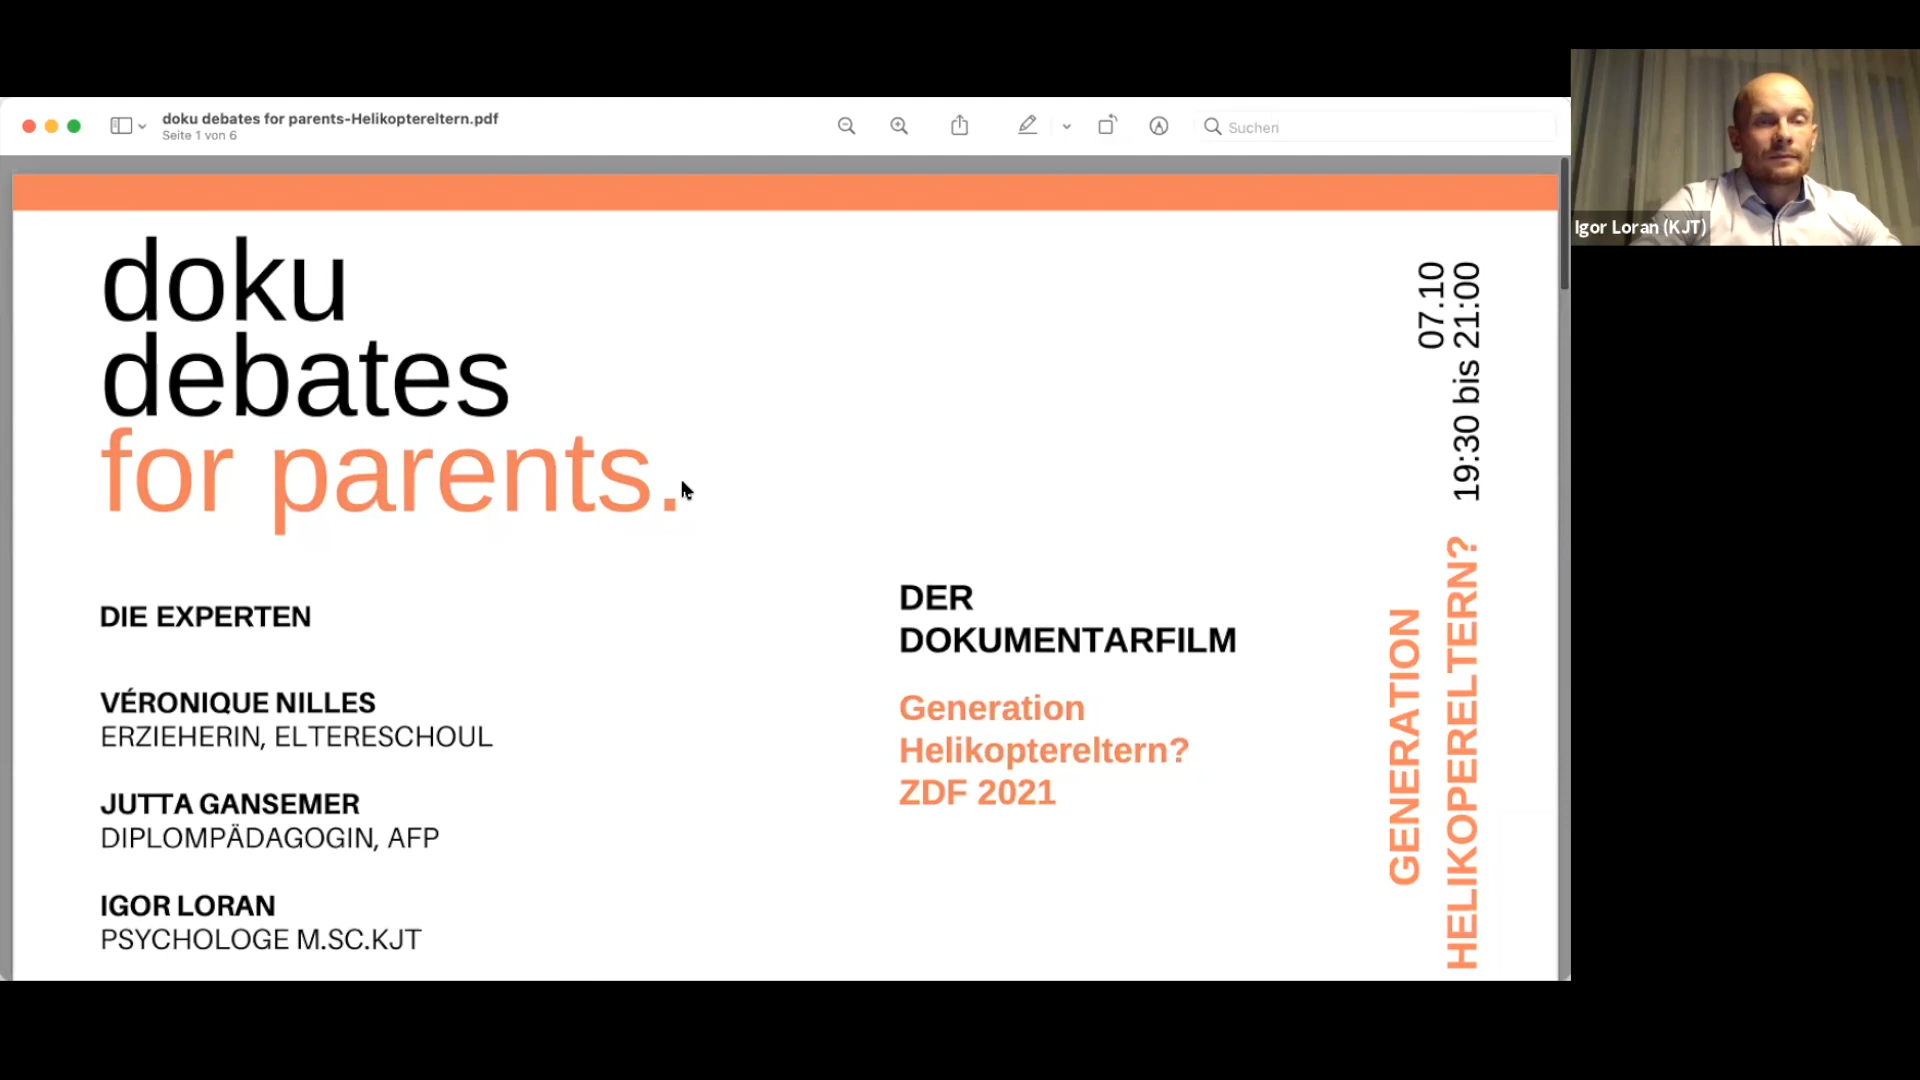 doku debates for parents-Helikoptereltern.pdf
Seite 1 von 6
Suchen
Igor Loran (KJT)
doku
debates
for parents.
07.10
19:30 bis 21:00
DIE EXPERTEN
VÉRONIQUE NILLES
ERZIEHERIN, ELTERESCHOUL
JUTTA GANSEMER
DIPLOMPÄDAGOGIN, AFP
IGOR LORAN
PSYCHOLOGE M.SC.KJT
DER
DOKUMENTARFILM
Generation
Helikoptereltern?
ZDF 2021
GENERATION
HELIKOPERELTERN?